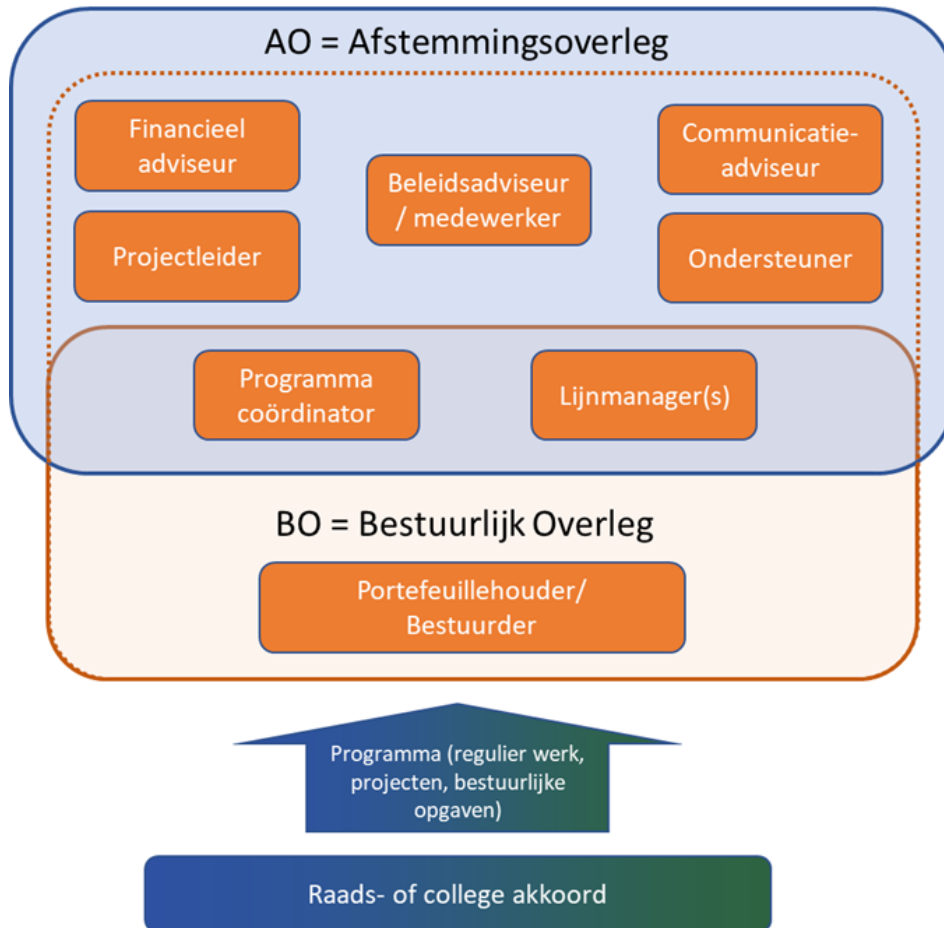 AO = Afstemmingsoverleg
Financieel
adviseur
Communicatie-
adviseur
Beleidsadviseur
/ medewerker
Projectleider
Ondersteuner
Programma
coördinator
Lijnmanager(s)
BO = Bestuurlijk Overleg
Portefeuillehouder/
Bestuurder
Programma (regulier werk,
projecten, bestuurlijke
opgaven)
Raads- of college akkoord